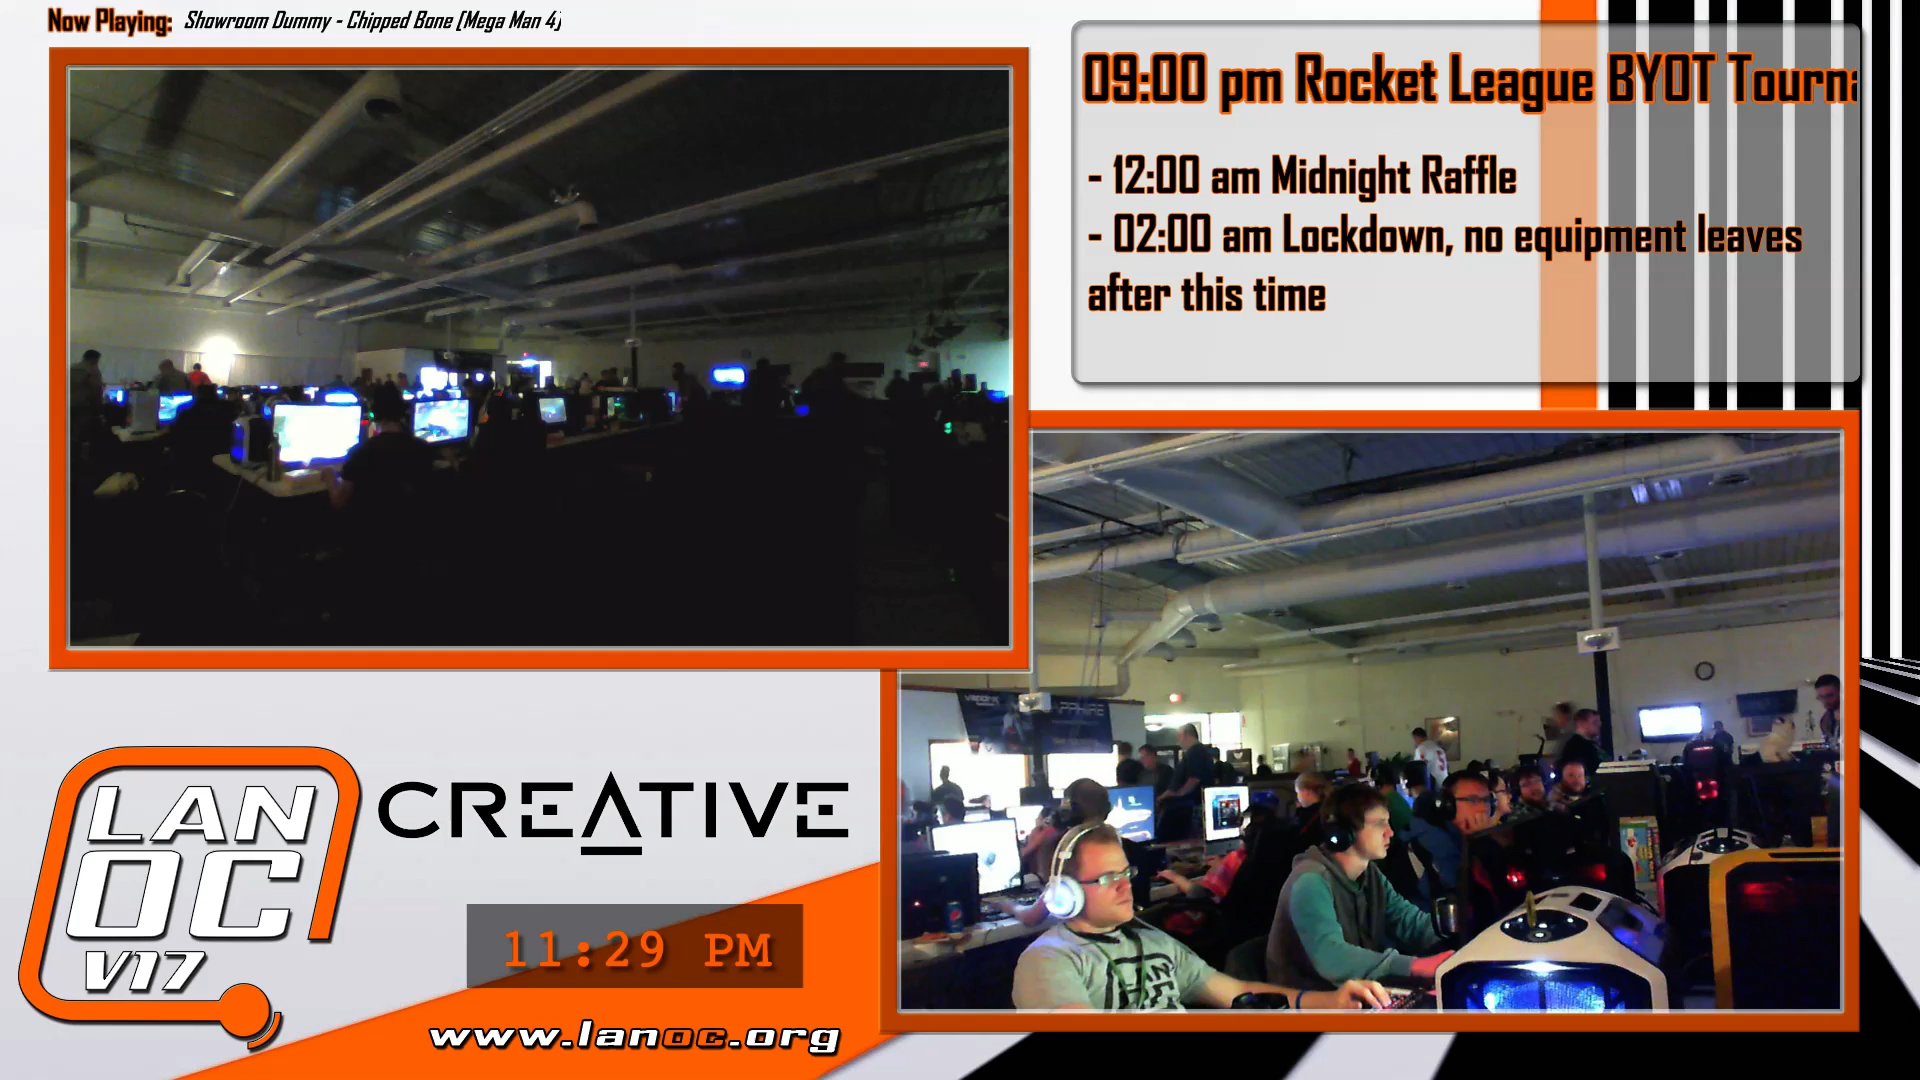 Now Playing: Showroom Dummy - Chipped Bone [Mega Man 4]
09:00 pm Rocket League BYOT Tourna
- 12:00 am Midnight Raffle
- 02:00 am Lockdown, no equipment leaves
after this time
LAN
OC
V17
CREATIVE
11:29 PM
www.lanoc.org